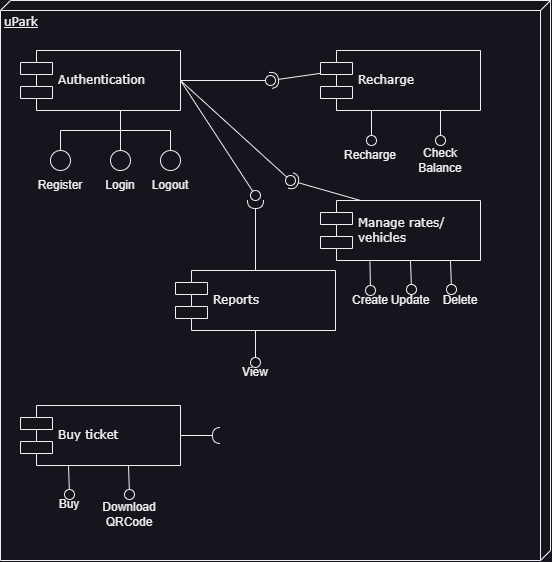 uPark
Authentication
Recharge
Register
Login
Logout
Recharge
Check
Balance
Manage rates/
vehicles
Create
Update
Delete
Reports
View
Buy ticket
Buy
Download
QRCode